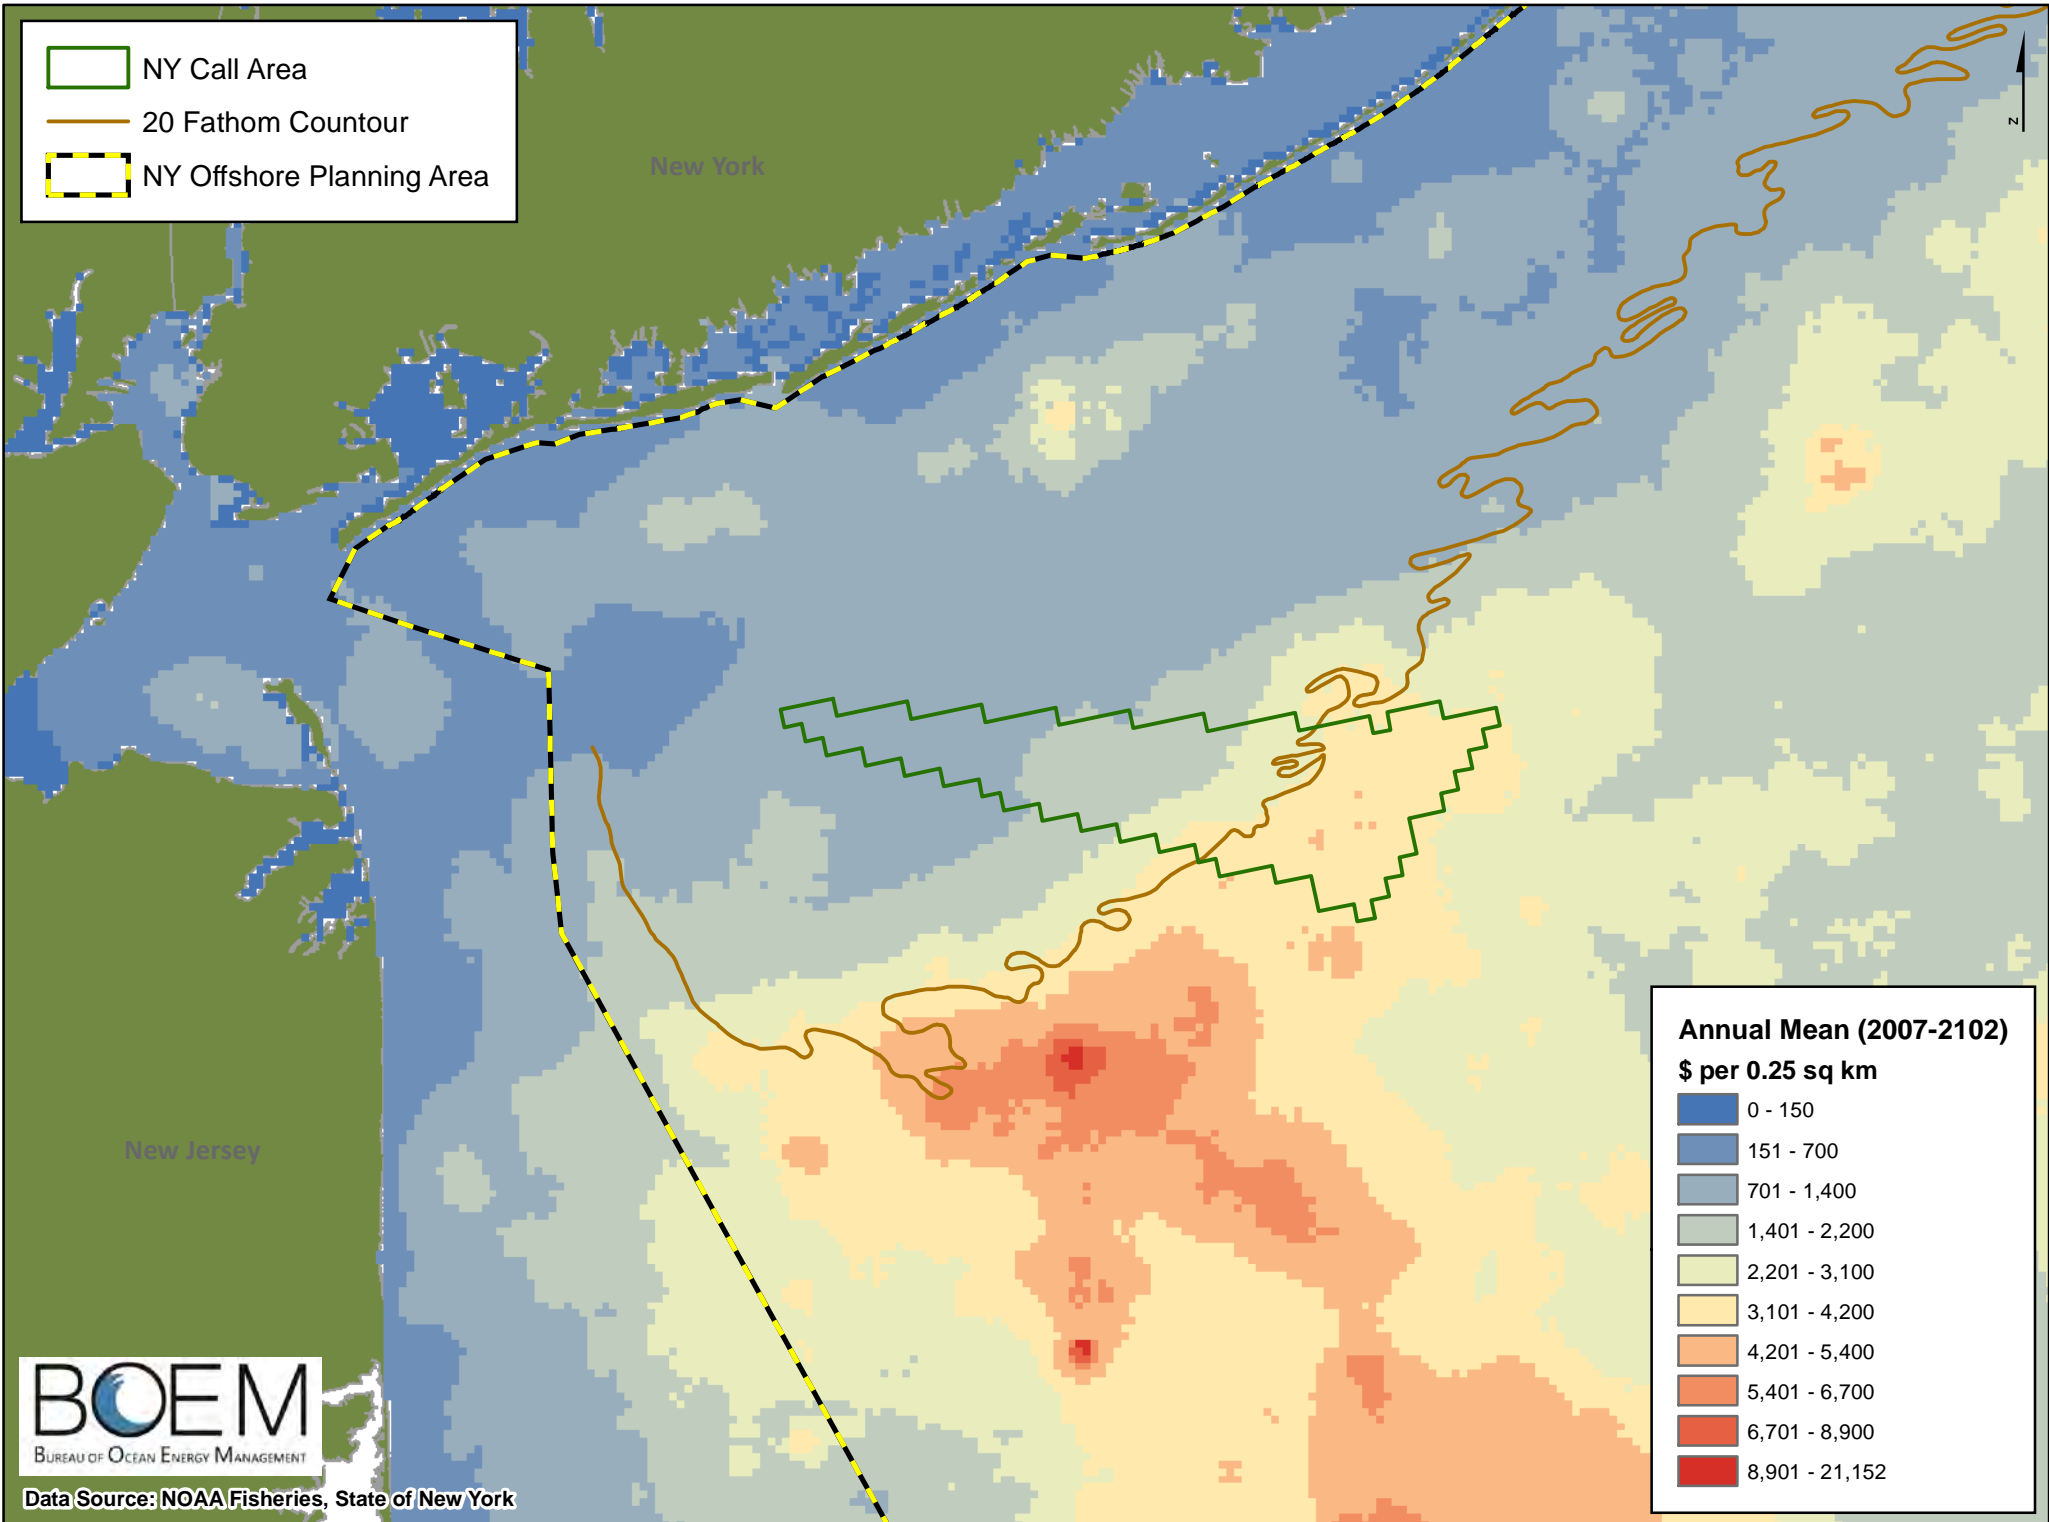 NY Call Area
20 Fathom Countour
NY Offshore Planning Area
New York
z
New Jersey
Annual Mean (2007-2102)
$ per 0.25 sq km
0 - 150
151 - 700
701 - 1,400
1,401 - 2,200
2,201 - 3,100
3,101 - 4,200
4,201 - 5,400
5,401 - 6,700
6,701 - 8,900
8,901 - 21,152
BOEM
BUREAU OF OCEAN ENERGY MANAGEMENT
Data Source: NOAA Fisheries, State of New York